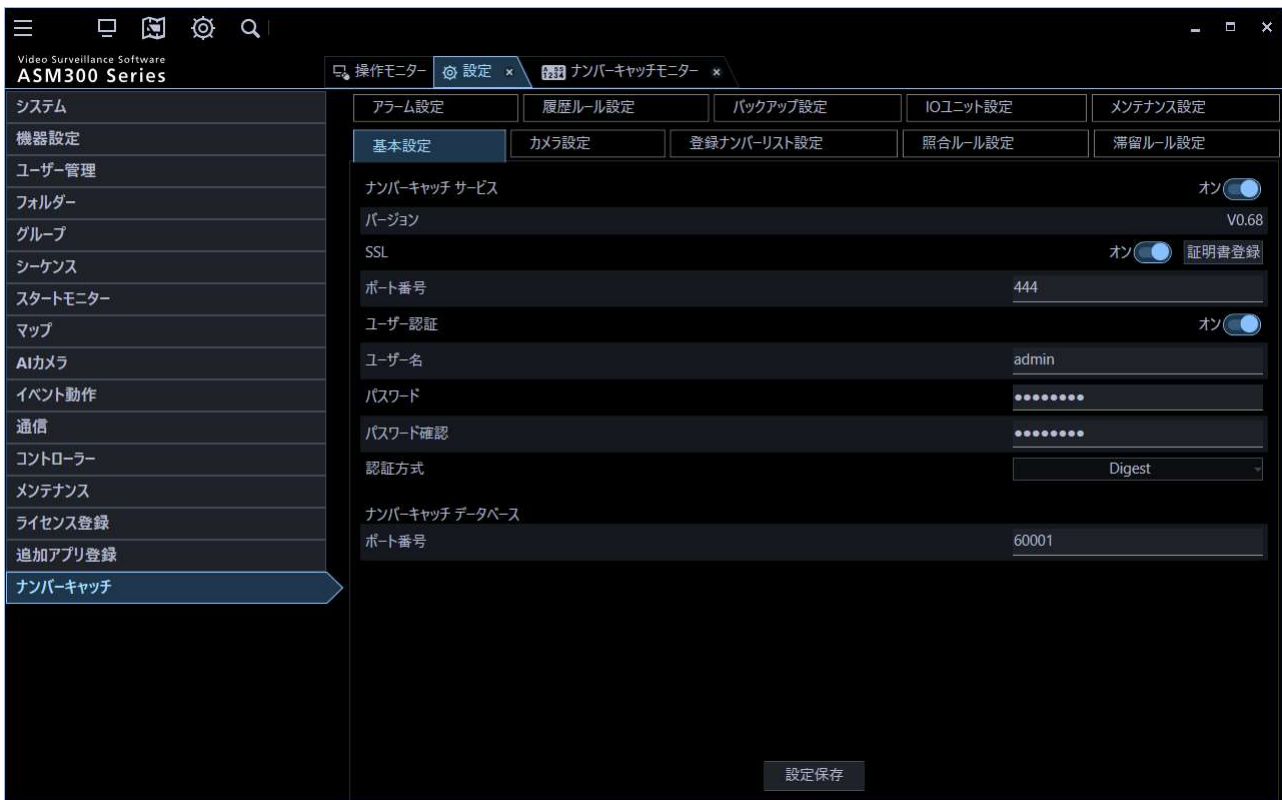 Video Surveillance Software
ASM300 Series
操作モニター
設定
ナンバーキャッチモニター
システム
機器設定
ユーザー管理
フォルダー
グループ
シーケンス
スタートモニター
マップ
AIカメラ
イベント動作
通信
コントローラー
メンテナンス
ライセンス登録
追加アプリ登録
ナンバーキャッチ
アラーム設定 履歴ルール設定 バックアップ設定 IOユニット設定 メンテナンス設定
基本設定 カメラ設定 登録ナンバーリスト設定 照合ルール設定 滞留ルール設定
ナンバーキャッチ サービス オン
バージョン V0.68
SSL オン 証明書登録
ポート番号 444
ユーザー認証 オン
ユーザー名 admin
パスワード ●●●●●●●●
パスワード確認 ●●●●●●●●
認証方式 Digest
ナンバーキャッチ データベース
ポート番号 60001
設定保存